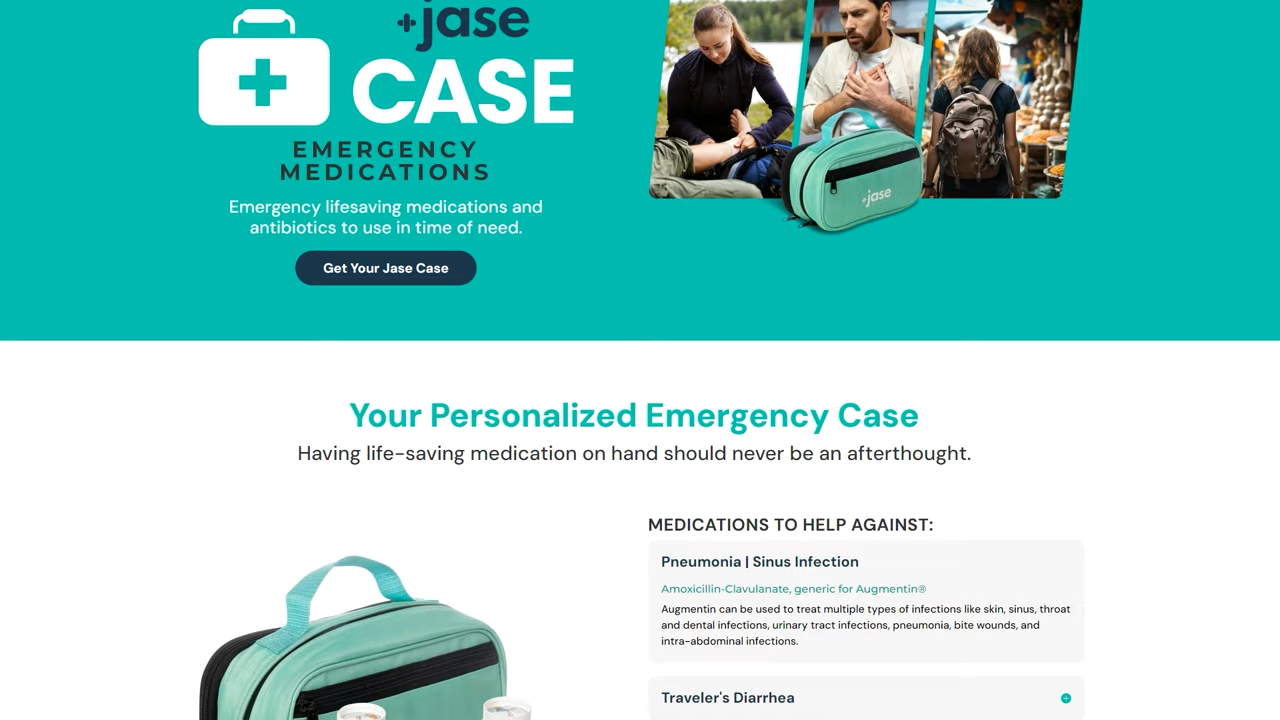 jase
CASE
EMERGENCY
MEDICATIONS
Emergency lifesaving medications and
antibiotics to use in time of need.
Get Your Jase Case
jase
Your Personalized Emergency Case
Having life-saving medication on hand should never be an afterthought.
MEDICATIONS TO HELP AGAINST:
Pneumonia | Sinus Infection
Amoxicillin-Clavulanate, generic for Augmentin®
Augmentin can be used to treat multiple types of infections like skin, sinus, throat
and dental infections, urinary tract infections, pneumonia, bite wounds, and
intra-abdominal infections.
Traveler's Diarrhea